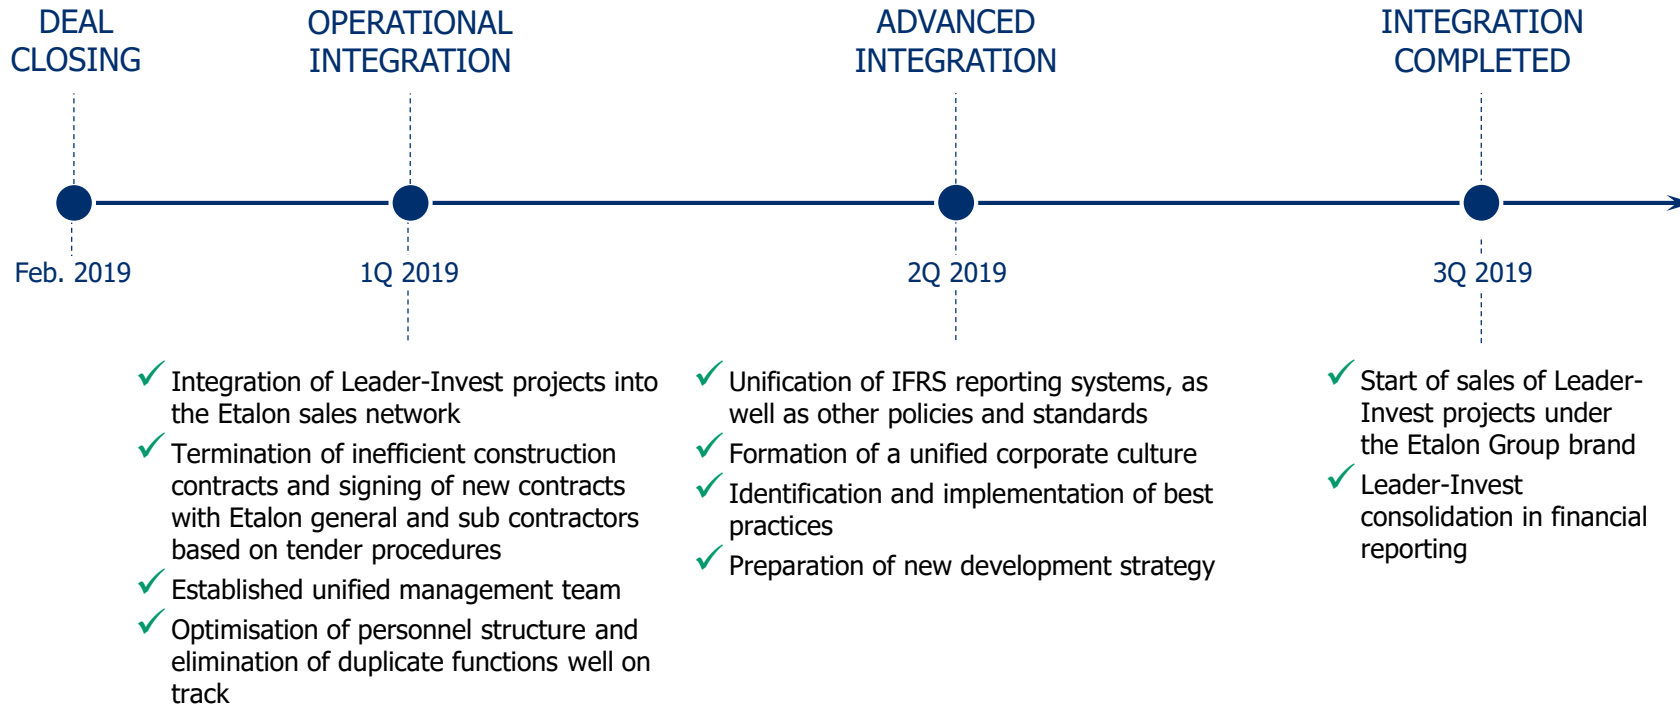 DEAL
CLOSING
OPERATIONAL
INTEGRATION
ADVANCED
INTEGRATION
INTEGRATION
COMPLETED
Feb. 2019
1Q 2019
2Q 2019
3Q 2019
Integration of Leader-Invest projects into
the Etalon sales network
Termination of inefficient construction
contracts and signing of new contracts
with Etalon general and sub contractors
based on tender procedures
Established unified management team
Optimisation of personnel structure and
elimination of duplicate functions well on
track
Unification of IFRS reporting systems, as
well as other policies and standards
Formation of a unified corporate culture
Identification and implementation of best
practices
Preparation of new development strategy
Start of sales of Leader-
Invest projects under
the Etalon Group brand
Leader-Invest
consolidation in financial
reporting